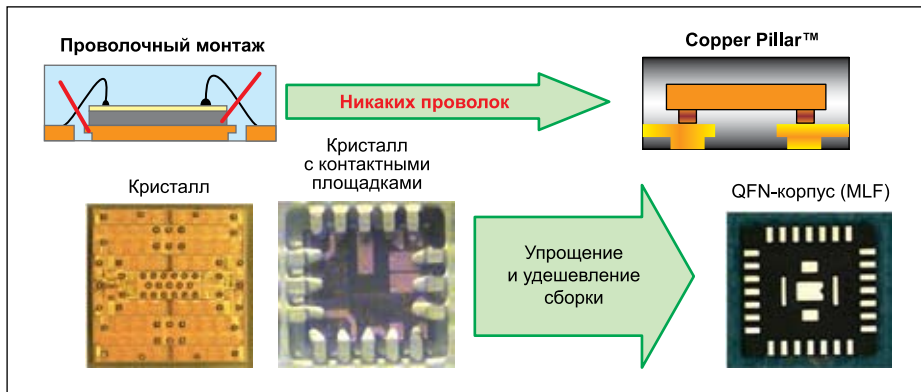 Проволочный монтаж
Copper Pillar™
Никаких проволок
Кристалл
Кристалл
с контактными
площадками
QFN-корпус (MLF)
Упрощение
и удешевление
сборки